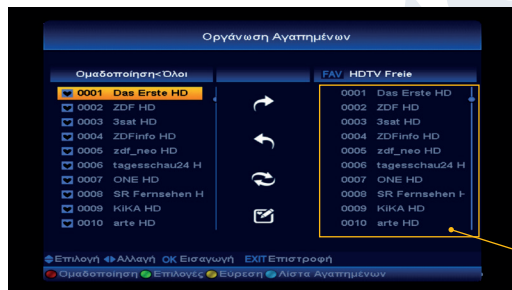 Οργάνωση Αγαπημένων
Ομαδοποίηση<Όλοι
FAV HDTV Freie
0001 Das Erste HD
0002 ZDF HD
0003 3sat HD
0004 ZDFinfo HD
0005 zdf_neo HD
0006 tagesschau24 H
0007 ONE HD
0008 SR Fernsehen H
0009 KiKA HD
0010 arte HD
0001 Das Erste HD
0002 ZDF HD
0003 3sat HD
0004 ZDFinfo HD
0005 zdf_neo HD
0006 tagesschau24 H
0007 ONE HD
0008 SR Fernsehen H
0009 KiKA HD
0010 arte HD
Επιλογή Αλλαγή OK Εισαγωγή EXIT Επιστροφή
Ομαδοποίηση Επιλογές Εύρεση Λίστα Αγαπημένων